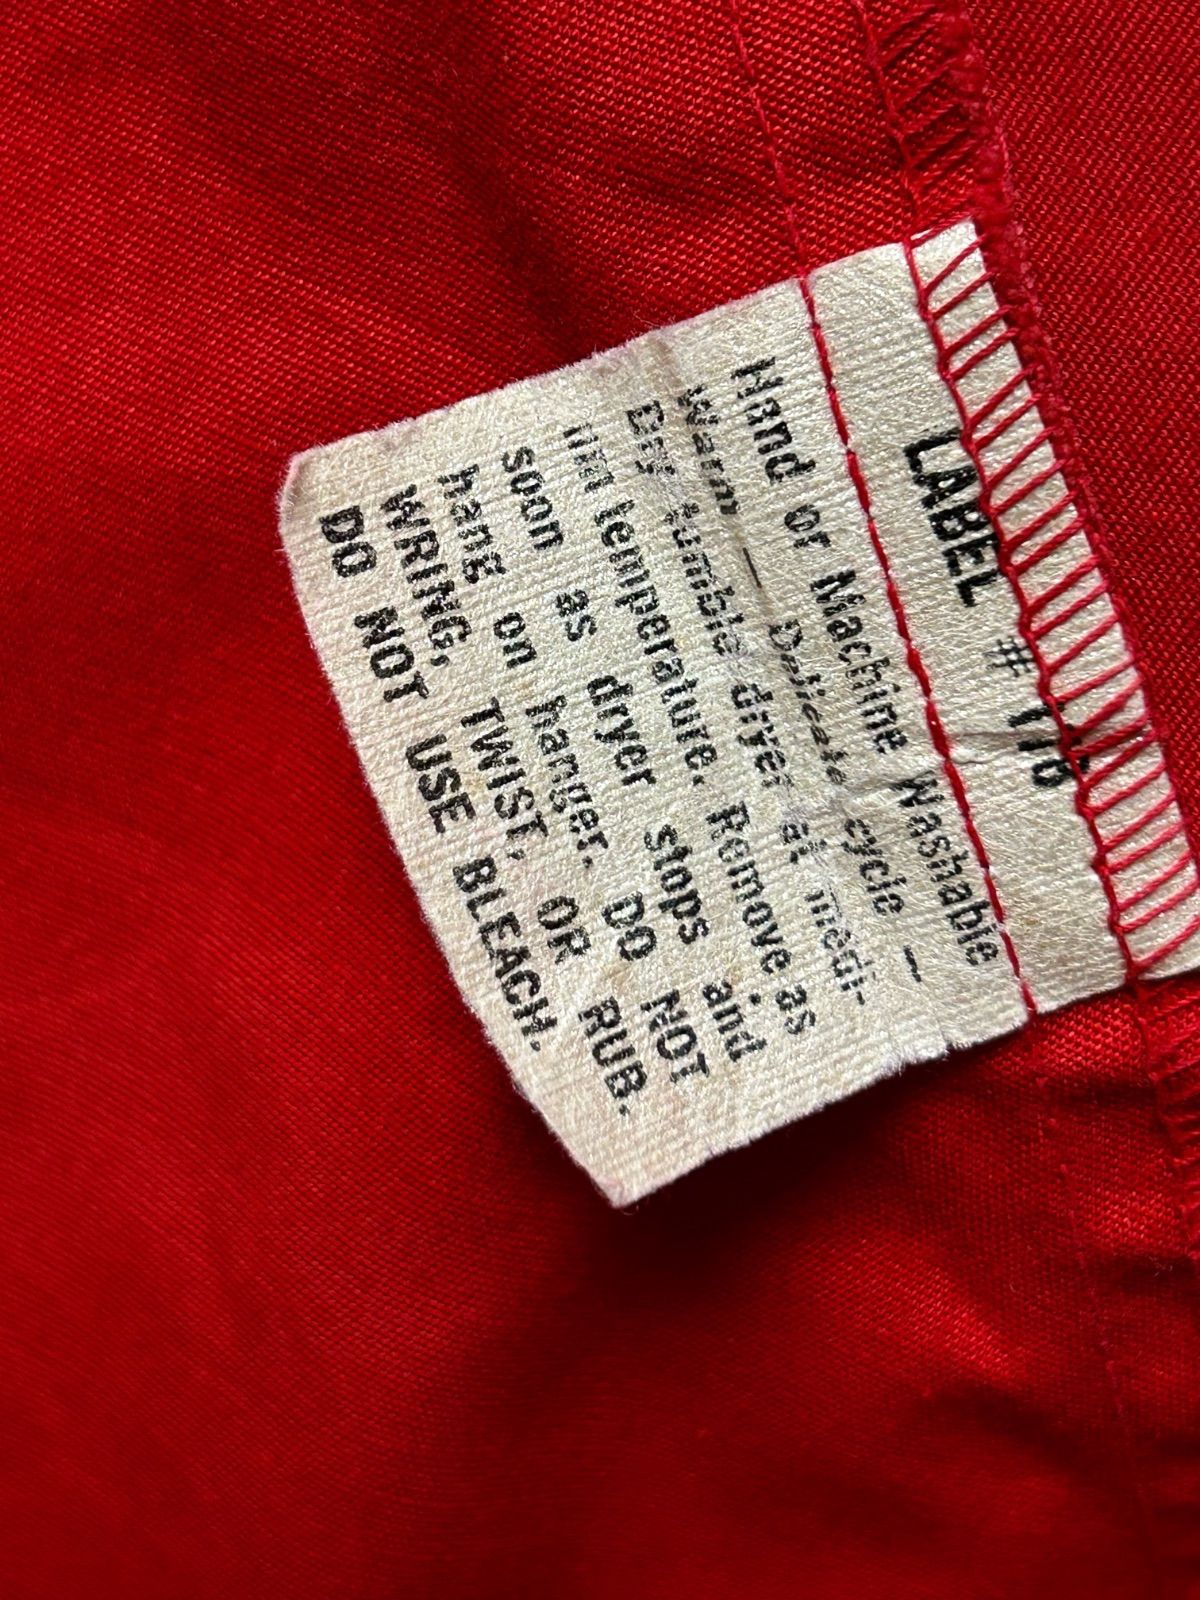 LABEL # 116
Hand or Machine Washable
Warm — Delicate cycle —
Dry tumble dryer at medi-
um temperature. Remove as
soon as dryer stops and
hang on hanger. DO NOT
WRING, TWIST, OR RUB.
DO NOT USE BLEACH.